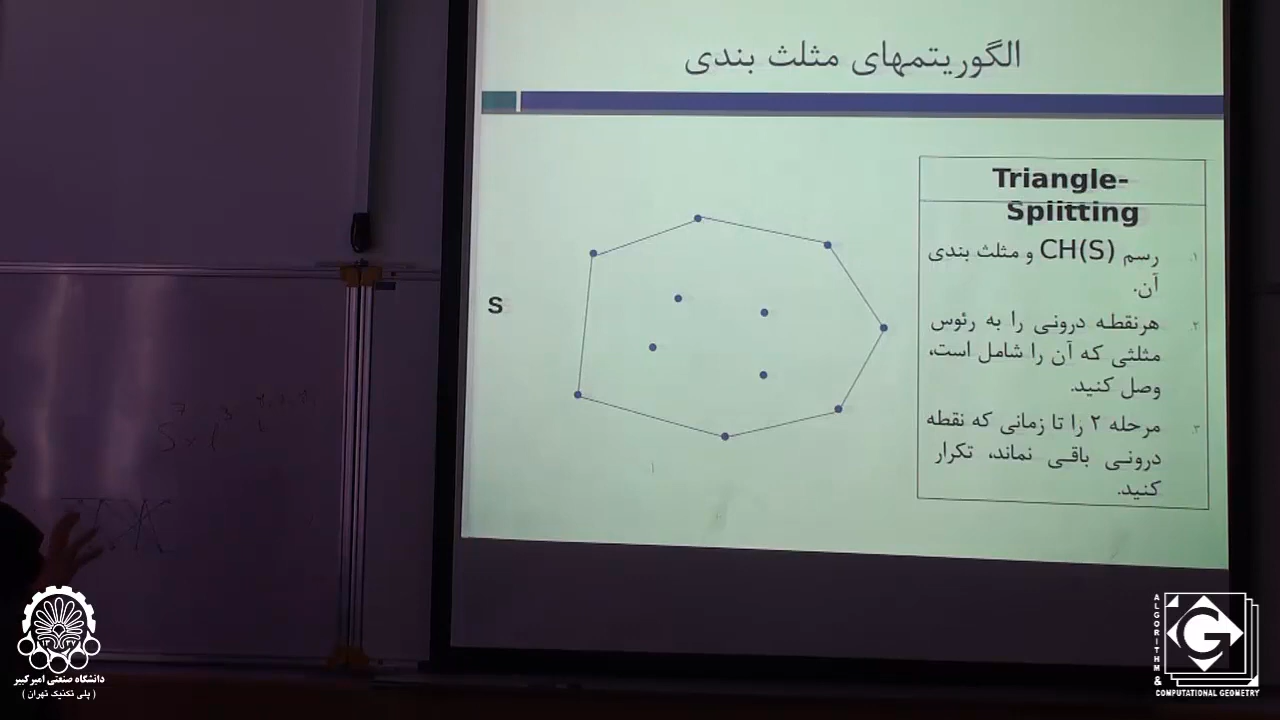 الگوریتمهای مثلث بندی
Triangle-
Splitting
۱. رسم CH(S) و مثلث بندی
آن.
۲. هرنقطه درونی را به رئوس
مثلثی که آن را شامل است،
وصل کنید.
۳. مرحله ۲ را تا زمانی که نقطه
درونی باقی نماند، تکرار
کنید.
S
دانشگاه صنعتی امیرکبیر
( پلی تکنیک تهران )
ALGORITHM &
COMPUTATIONAL GEOMETRY
G